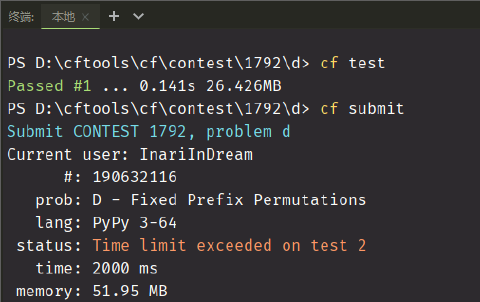 终端: 本地 × + ∨
PS D:\cftools\cf\contest\1792\d> cf test
Passed #1 ... 0.141s 26.426MB
PS D:\cftools\cf\contest\1792\d> cf submit
Submit CONTEST 1792, problem d
Current user: InariInDream
#: 190632116
prob: D - Fixed Prefix Permutations
lang: PyPy 3-64
status: Time limit exceeded on test 2
time: 2000 ms
memory: 51.95 MB